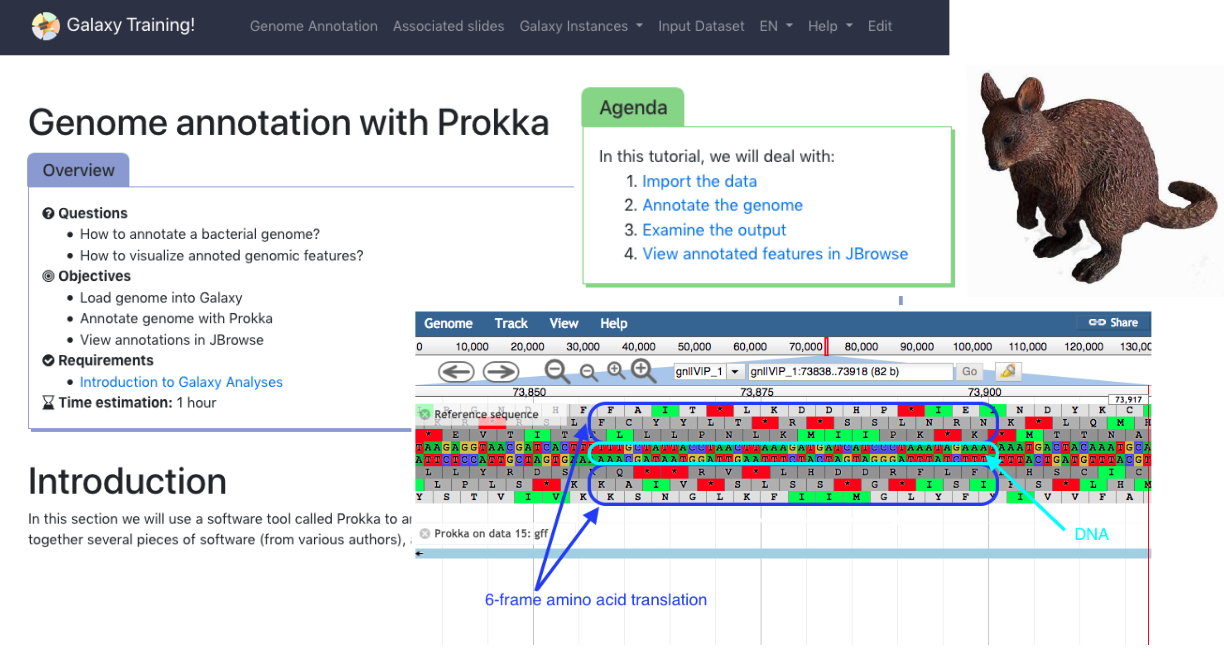 Galaxy Training!
Genome Annotation Associated slides Galaxy Instances Input Dataset EN Help Edit
Genome annotation with Prokka
Overview
Questions
How to annotate a bacterial genome?
How to visualize annoted genomic features?
Objectives
Load genome into Galaxy
Annotate genome with Prokka
View annotations in JBrowse
Requirements
Introduction to Galaxy Analyses
Time estimation: 1 hour
Agenda
In this tutorial, we will deal with:
1. Import the data
2. Annotate the genome
3. Examine the output
4. View annotated features in JBrowse
Introduction
In this section we will use a software tool called Prokka to
together several pieces of software (from various authors),
Genome Track View Help Share
0 10,000 20,000 30,000 40,000 50,000 60,000 70,000 80,000 90,000 100,000 110,000 120,000 130,00
gnl|VIP_1 gnl|VIP_1:73838..73918 (82 b) Go
73,850 73,875 73,900
73,917
Reference sequence
F F A I T * L K D D H P * I E I N D Y K C
Prokka on data 15: gff
DNA
6-frame amino acid translation